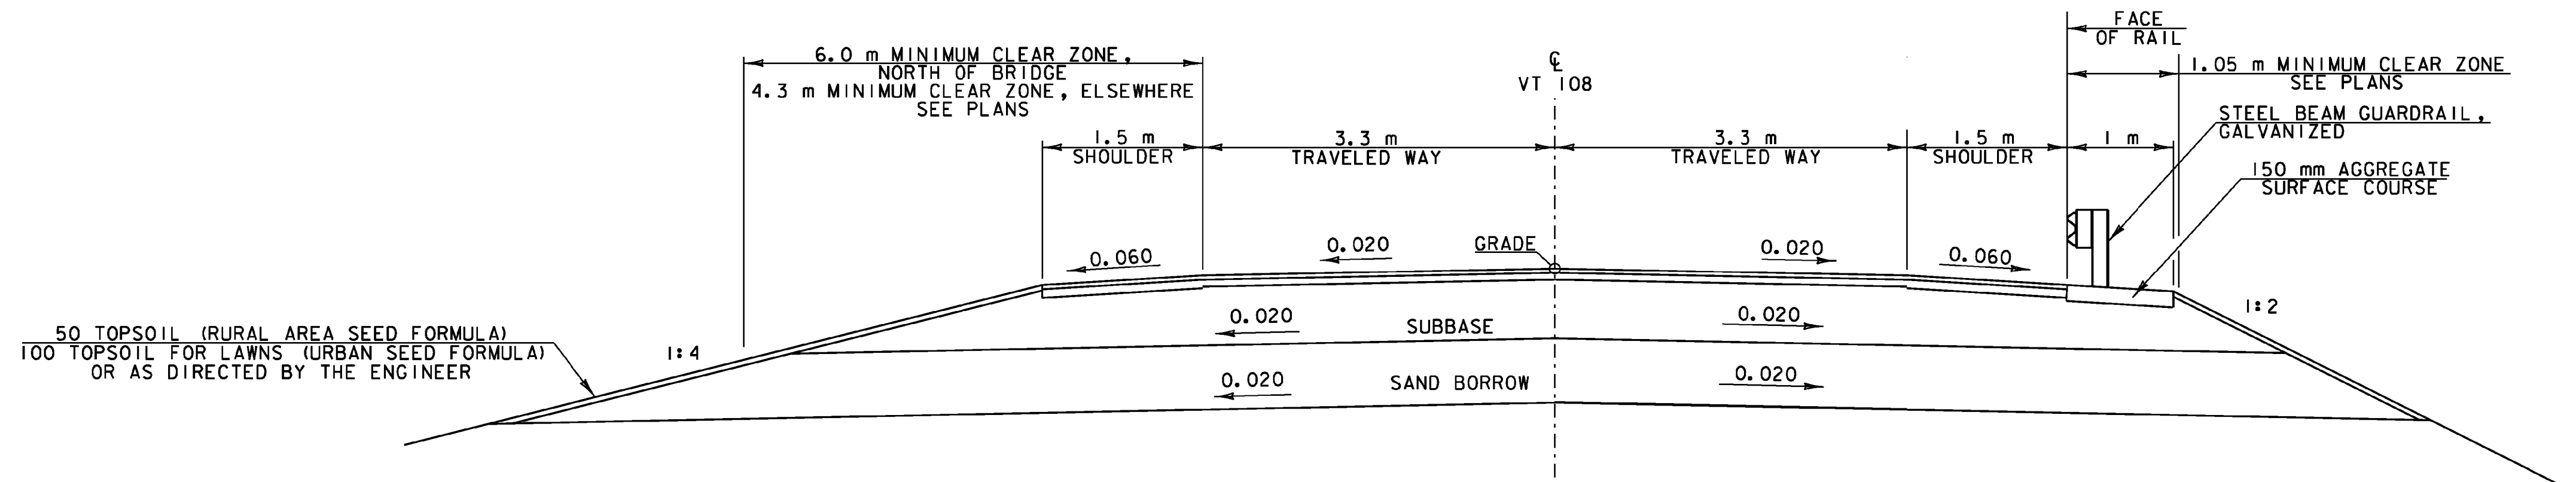 6.0 m MINIMUM CLEAR ZONE,
NORTH OF BRIDGE
4.3 m MINIMUM CLEAR ZONE, ELSEWHERE
SEE PLANS
℄
VT 108
FACE
OF RAIL
1.05 m MINIMUM CLEAR ZONE
SEE PLANS
STEEL BEAM GUARDRAIL,
GALVANIZED
150 mm AGGREGATE
SURFACE COURSE
1.5 m
SHOULDER
3.3 m
TRAVELED WAY
3.3 m
TRAVELED WAY
1.5 m
SHOULDER
1 m
0.060
0.020
GRADE
0.020
0.060
0.020
SUBBASE
0.020
1:2
50 TOPSOIL (RURAL AREA SEED FORMULA)
100 TOPSOIL FOR LAWNS (URBAN SEED FORMULA)
OR AS DIRECTED BY THE ENGINEER
1:4
0.020
SAND BORROW
0.020